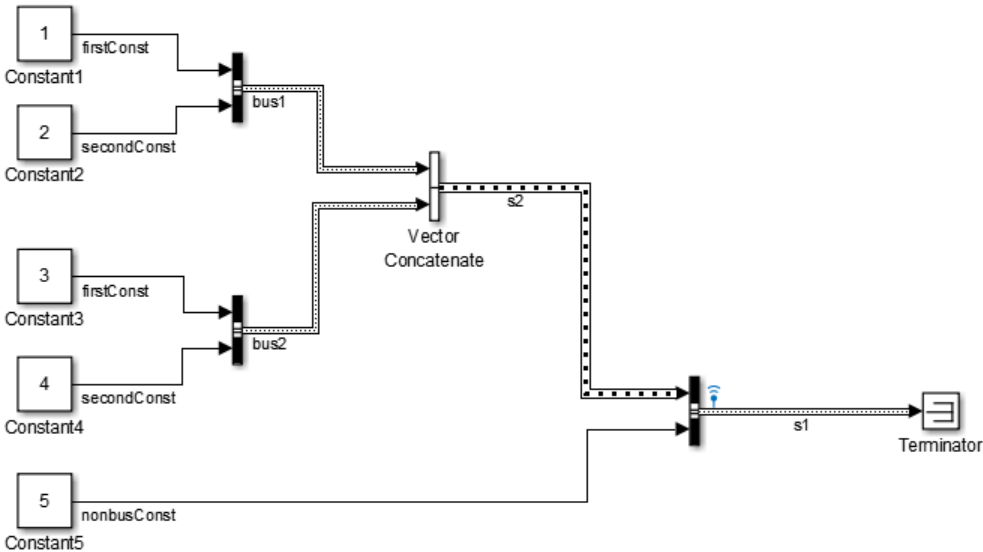 1
firstConst
Constant1
bus1
2
secondConst
Constant2
s2
Vector
Concatenate
3
firstConst
Constant3
bus2
4
secondConst
Constant4
s1
Terminator
5
nonbusConst
Constant5